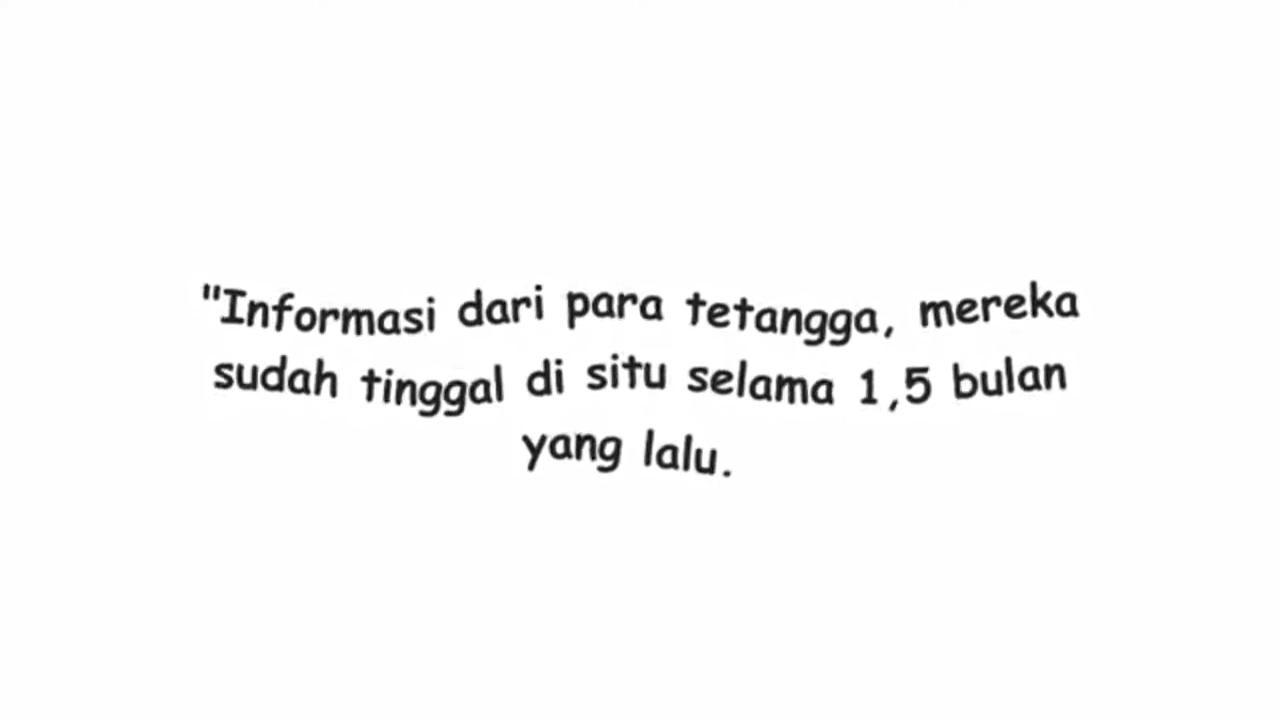 "Informasi dari para tetangga, mereka
sudah tinggal di situ selama 1,5 bulan
yang lalu.